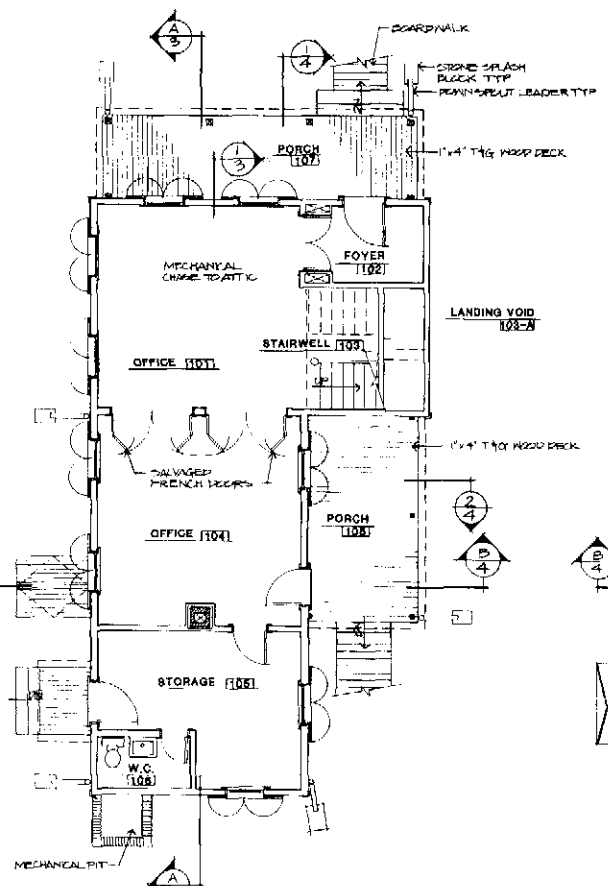 A
3
1
4
BOARDWALK
STONE SPLASH
BLOCK TYP
DOWNSPOUT LEADER TYP
PORCH
107
1"x4" T&G WOOD DECK
1
3
MECHANICAL
CHASE TO ATTIC
FOYER
102
LANDING VOID
103-A
STAIRWELL 103
OFFICE 101
UP
1"x4" T&G WOOD DECK
SALVAGED
FRENCH DOORS
2
4
OFFICE 104
PORCH
108
B
4
B
4
STORAGE 105
W.C.
106
MECHANICAL PIT
A